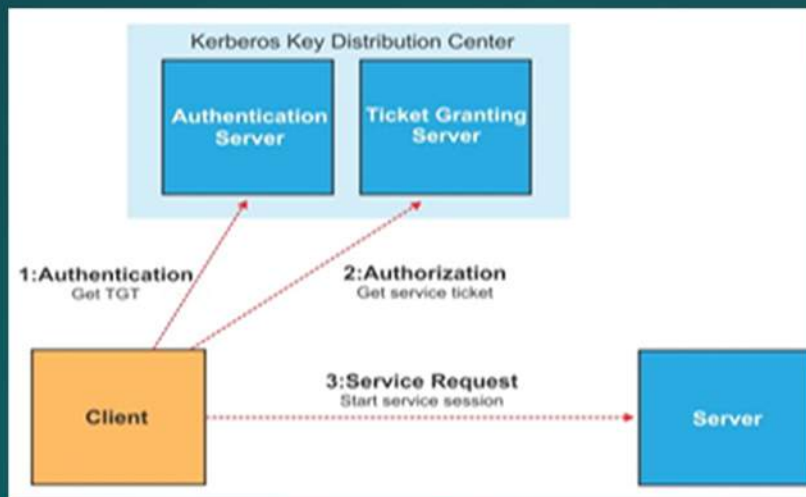 Kerberos Key Distribution Center
Authentication
Server
Ticket Granting
Server
1:Authentication
Get TGT
2:Authorization
Get service ticket
3:Service Request
Start service session
Client
Server